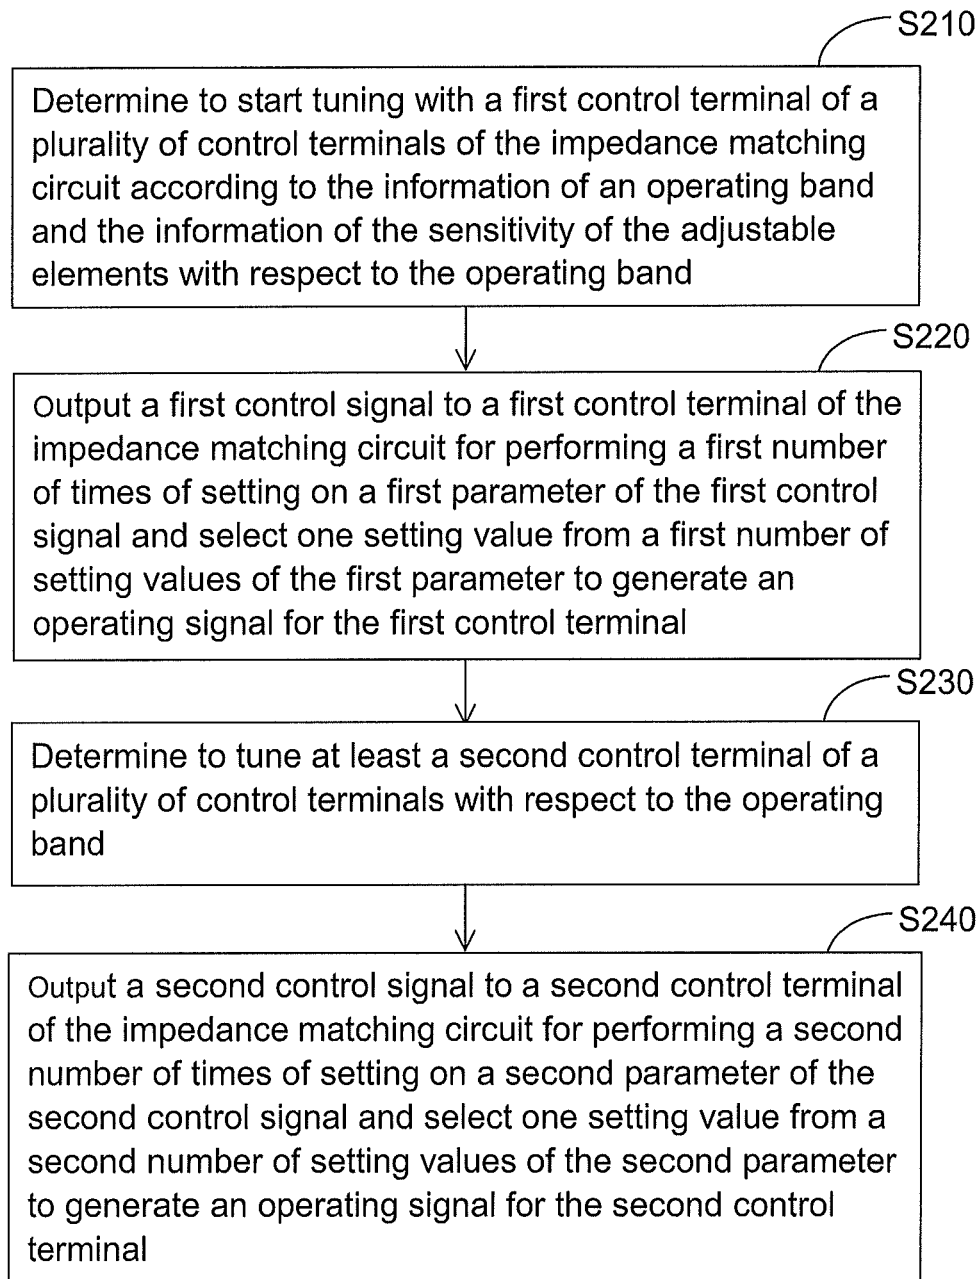 S210
Determine to start tuning with a first control terminal of a
plurality of control terminals of the impedance matching
circuit according to the information of an operating band
and the information of the sensitivity of the adjustable
elements with respect to the operating band
S220
Output a first control signal to a first control terminal of the
impedance matching circuit for performing a first number
of times of setting on a first parameter of the first control
signal and select one setting value from a first number of
setting values of the first parameter to generate an
operating signal for the first control terminal
S230
Determine to tune at least a second control terminal of a
plurality of control terminals with respect to the operating
band
S240
Output a second control signal to a second control terminal
of the impedance matching circuit for performing a second
number of times of setting on a second parameter of the
second control signal and select one setting value from a
second number of setting values of the second parameter
to generate an operating signal for the second control
terminal